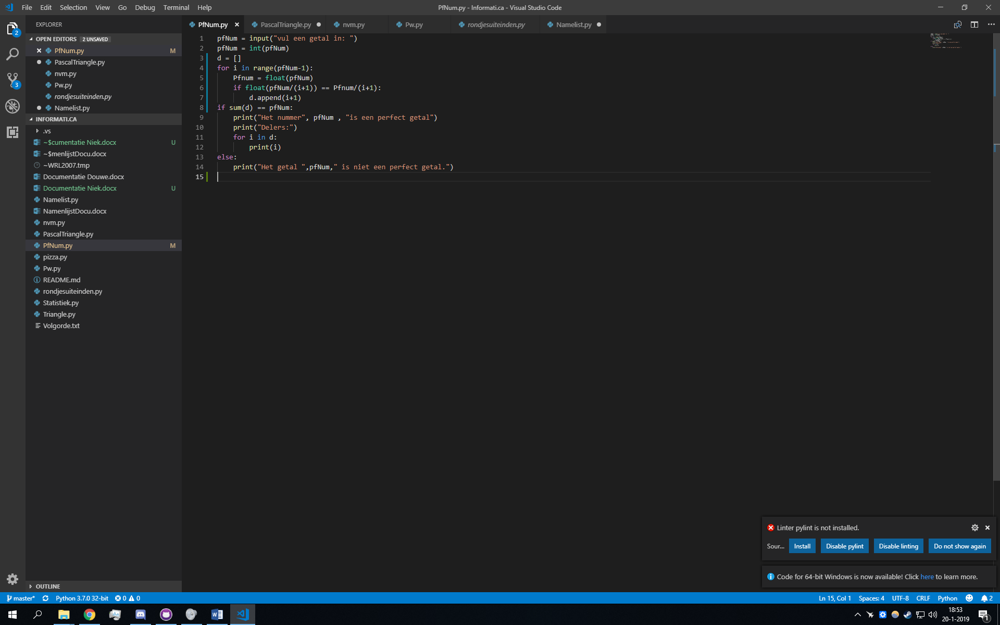 File Edit Selection View Go Debug Terminal Help
PfNum.py - Informati.ca - Visual Studio Code
EXPLORER
PfNum.py PascalTriangle.py nvm.py Pw.py rondjesuiteinden.py Namelist.py
OPEN EDITORS 2 UNSAVED
PfNum.py M
PascalTriangle.py
nvm.py
Pw.py
rondjesuiteinden.py
Namelist.py
INFORMATI.CA
.vs
~$cumentatie Niek.docx U
~$menlijstDocu.docx
~WRL2007.tmp
Documentatie Douwe.docx
Documentatie Niek.docx U
Namelist.py
NamenlijstDocu.docx
nvm.py
PascalTriangle.py
PfNum.py M
pizza.py
Pw.py
README.md
rondjesuiteinden.py
Statistiek.py
Triangle.py
Volgorde.txt
OUTLINE
2
3
1 pfNum = input("vul een getal in: ")
2 pfNum = int(pfNum)
3 d = []
4 for i in range(pfNum-1):
5     Pfnum = float(pfNum)
6     if float(pfNum/(i+1)) == Pfnum/(i+1):
7         d.append(i+1)
8 if sum(d) == pfNum:
9     print("Het nummer", pfNum , "is een perfect getal")
10     print("Delers:")
11     for i in d:
12         print(i)
13 else:
14     print("Het getal ",pfNum," is niet een perfect getal.")
15
Linter pylint is not installed.
Sour... Install Disable pylint Disable linting Do not show again
Code for 64-bit Windows is now available! Click here to learn more.
master* Python 3.7.0 32-bit 0 0 Ln 15, Col 1 Spaces: 4 UTF-8 CRLF Python 2
18:53
20-1-2019
1